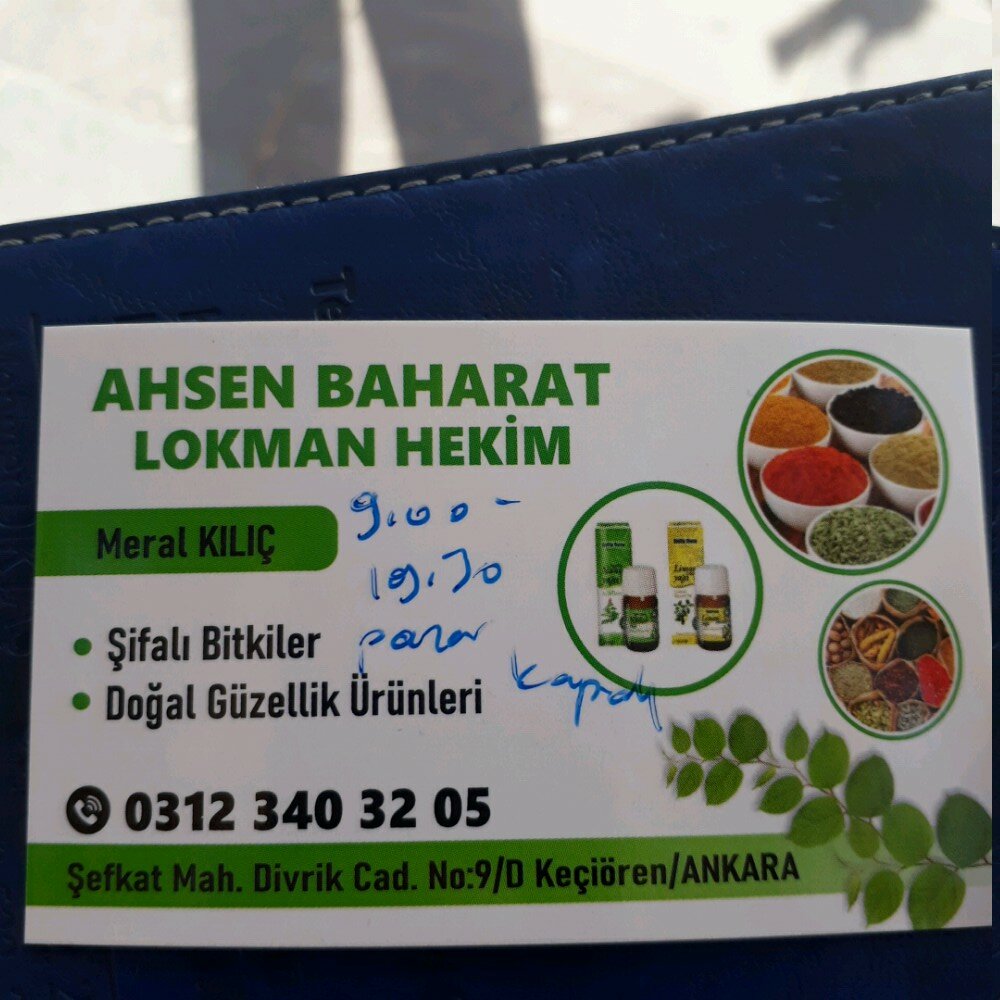 AHSEN BAHARAT
LOKMAN HEKİM
Meral KILIÇ
9.00-
19.30
pazar
kapalı
• Şifalı Bitkiler
• Doğal Güzellik Ürünleri
0312 340 32 05
Şefkat Mah. Divrik Cad. No:9/D Keçiören/ANKARA